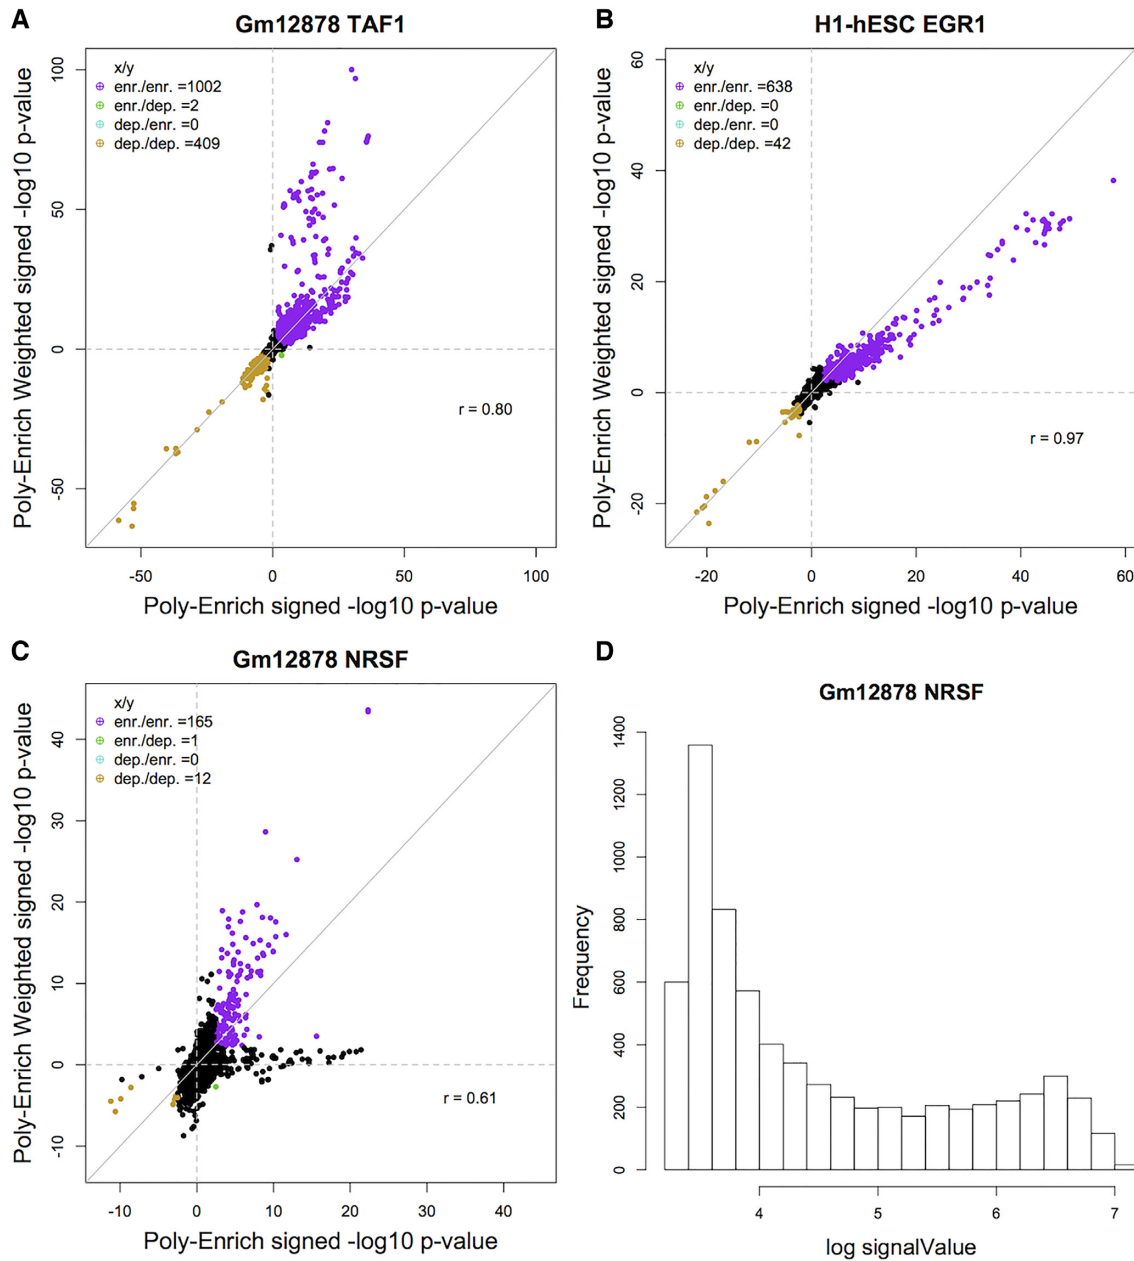 A
Gm12878 TAF1
x/y
enr./enr. =1002
enr./dep. =2
dep./enr. =0
dep./dep. =409
r = 0.80
100
50
0
-50
-50
0
50
100
Poly-Enrich Weighted signed -log10 p-value
Poly-Enrich signed -log10 p-value
B
H1-hESC EGR1
x/y
enr./enr. =638
enr./dep. =0
dep./enr. =0
dep./dep. =42
r = 0.97
60
40
20
0
-20
-20
0
20
40
60
Poly-Enrich Weighted signed -log10 p-value
Poly-Enrich signed -log10 p-value
C
Gm12878 NRSF
x/y
enr./enr. =165
enr./dep. =1
dep./enr. =0
dep./dep. =12
r = 0.61
40
30
20
10
0
-10
-10
0
10
20
30
40
Poly-Enrich Weighted signed -log10 p-value
Poly-Enrich signed -log10 p-value
D
Gm12878 NRSF
1400
1200
1000
800
600
400
200
0
4
5
6
7
Frequency
log signalValue